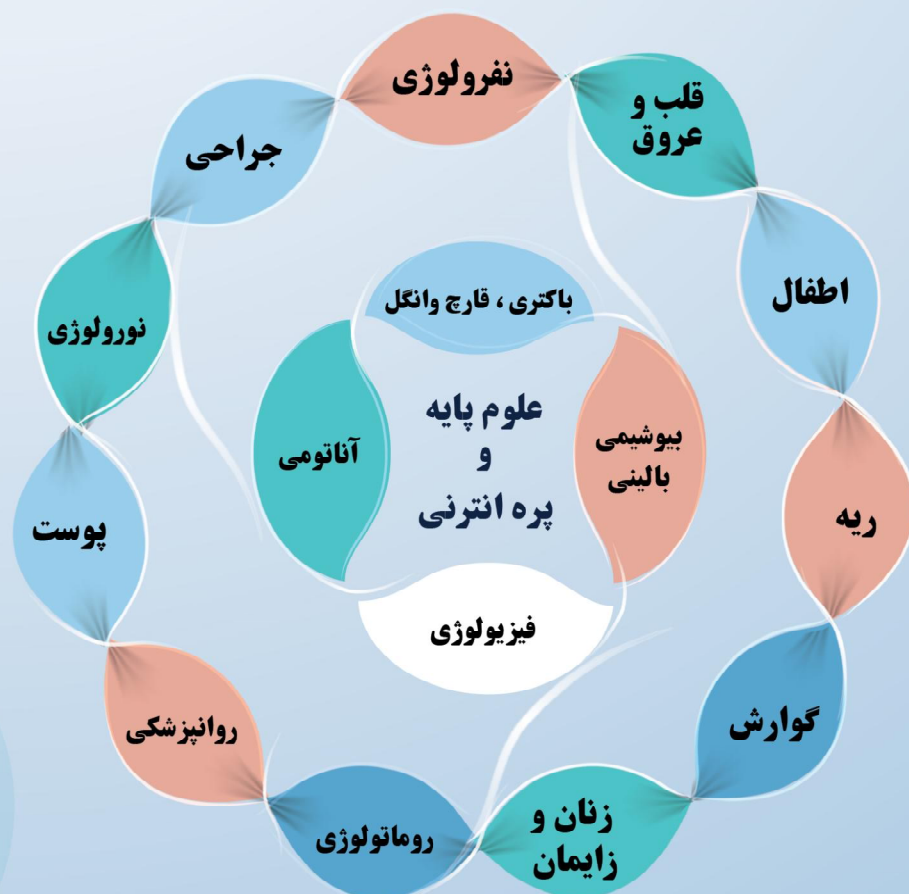 نفرولوژی
قلب و
عروق
اطفال
ریه
گوارش
زنان و
زایمان
روماتولوژی
روانپزشکی
پوست
نورولوژی
جراحی
باکتری ، قارچ وانگل
بیوشیمی
بالینی
فیزیولوژی
آناتومی
علوم پایه
و
پره انترنی